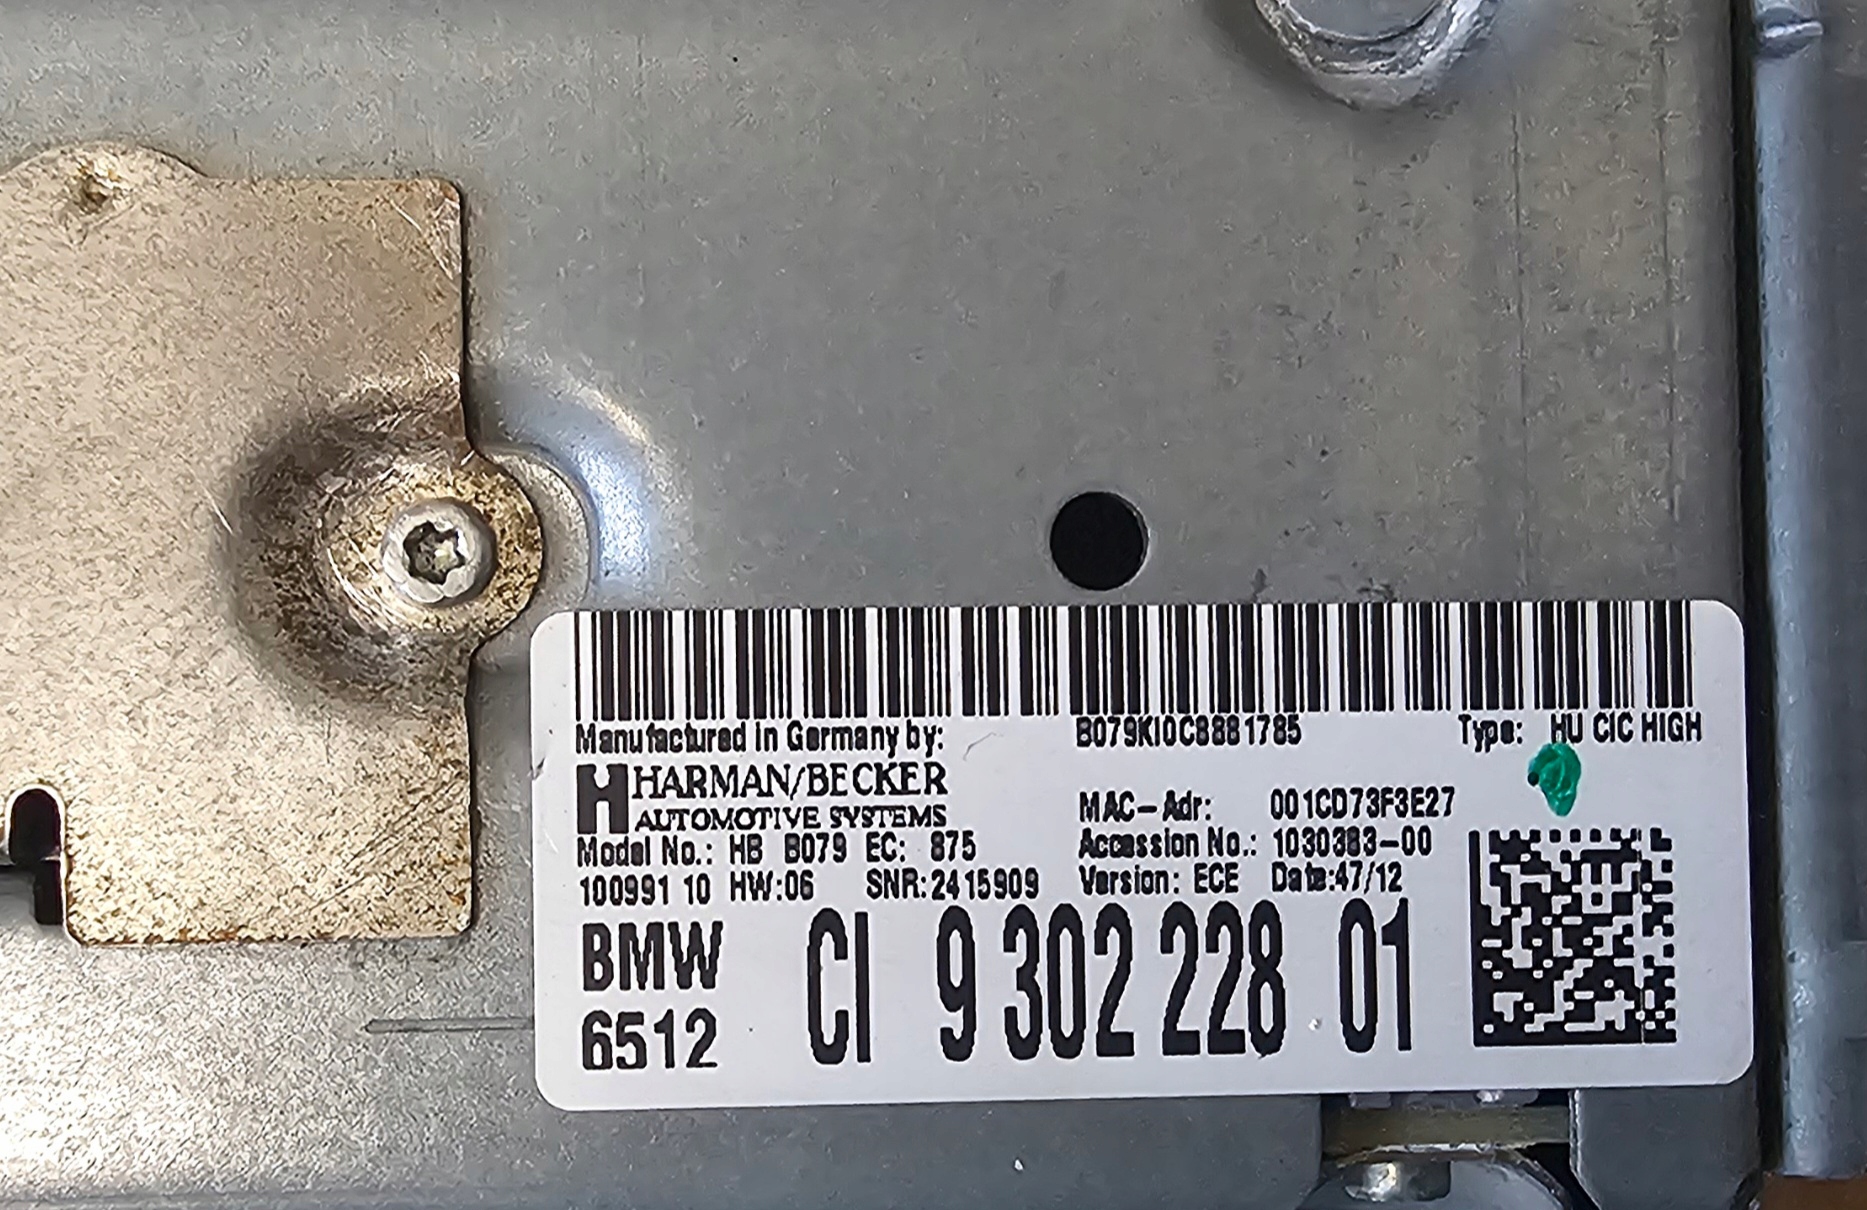 Manufactured in Germany by: B079KI0C8881785 Type: HU CIC HIGH
HARMAN/BECKER
AUTOMOTIVE SYSTEMS
MAC-Adr: 001CD73F3E27
Model No.: HB B079 EC: 875 Accession No.: 1030383-00
100991 10 HW:06 SNR:2415909 Version: ECE Date:47/12
BMW CI 9 302 228 01
6512